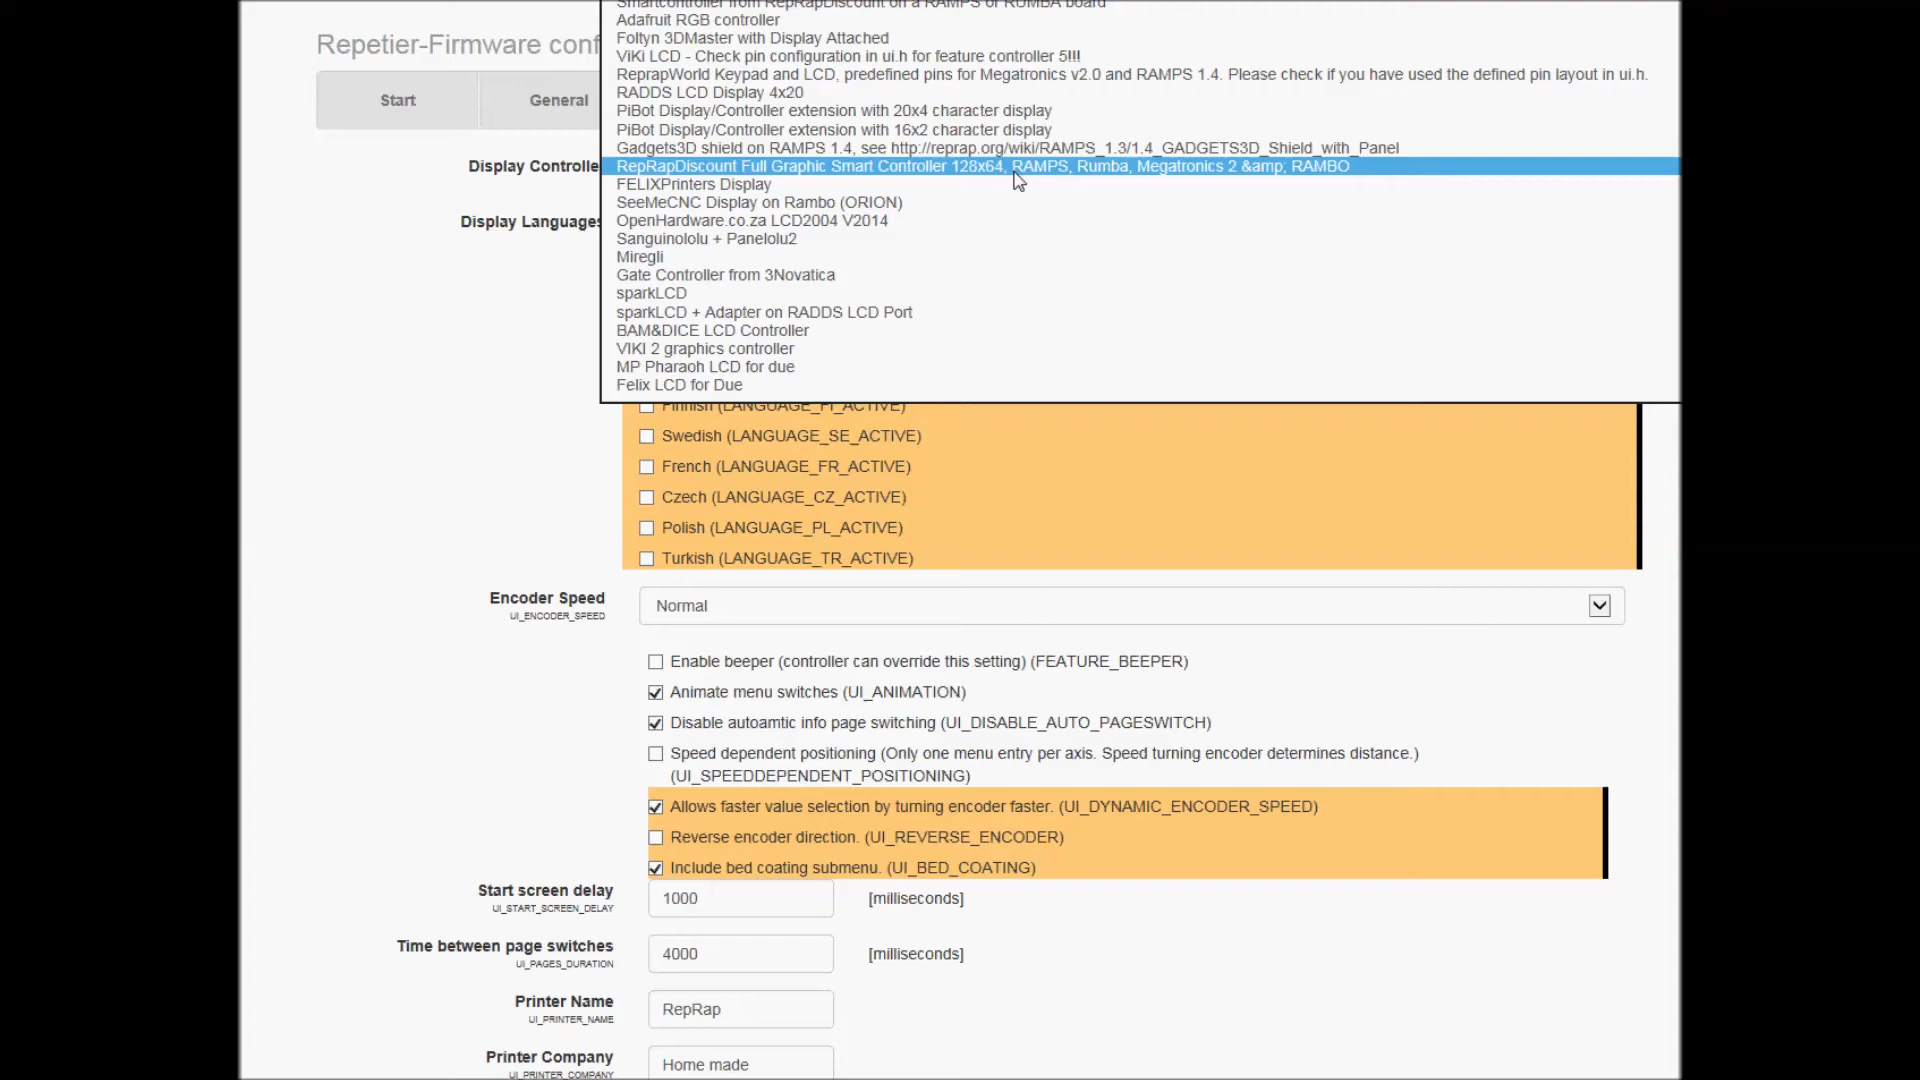 Smartcontroller from RepRapDiscount on a RAMPS or RUMBA board
Adafruit RGB controller
Repetier-Firmware conf
Foltyn 3DMaster with Display Attached
ViKi LCD - Check pin configuration in ui.h for feature controller 5!!!
ReprapWorld Keypad and LCD, predefined pins for Megatronics v2.0 and RAMPS 1.4. Please check if you have used the defined pin layout in ui.h.
Start
General
RADDS LCD Display 4x20
PiBot Display/Controller extension with 20x4 character display
PiBot Display/Controller extension with 16x2 character display
Gadgets3D shield on RAMPS 1.4, see http://reprap.org/wiki/RAMPS_1.3/1.4_GADGETS3D_Shield_with_Panel
Display Controlle
RepRapDiscount Full Graphic Smart Controller 128x64, RAMPS, Rumba, Megatronics 2 &amp; RAMBO
FELIXPrinters Display
SeeMeCNC Display on Rambo (ORION)
Display Languages
OpenHardware.co.za LCD2004 V2014
Sanguinololu + Panelolu2
Miregli
Gate Controller from 3Novatica
sparkLCD
sparkLCD + Adapter on RADDS LCD Port
BAM&DICE LCD Controller
VIKI 2 graphics controller
MP Pharaoh LCD for due
Felix LCD for Due
Finnish (LANGUAGE_FI_ACTIVE)
Swedish (LANGUAGE_SE_ACTIVE)
French (LANGUAGE_FR_ACTIVE)
Czech (LANGUAGE_CZ_ACTIVE)
Polish (LANGUAGE_PL_ACTIVE)
Turkish (LANGUAGE_TR_ACTIVE)
Encoder Speed
UI_ENCODER_SPEED
Normal
Enable beeper (controller can override this setting) (FEATURE_BEEPER)
Animate menu switches (UI_ANIMATION)
Disable autoamtic info page switching (UI_DISABLE_AUTO_PAGESWITCH)
Speed dependent positioning (Only one menu entry per axis. Speed turning encoder determines distance.)
(UI_SPEEDDEPENDENT_POSITIONING)
Allows faster value selection by turning encoder faster. (UI_DYNAMIC_ENCODER_SPEED)
Reverse encoder direction. (UI_REVERSE_ENCODER)
Include bed coating submenu. (UI_BED_COATING)
Start screen delay
UI_START_SCREEN_DELAY
1000
[milliseconds]
Time between page switches
UI_PAGES_DURATION
4000
[milliseconds]
Printer Name
UI_PRINTER_NAME
RepRap
Printer Company
UI_PRINTER_COMPANY
Home made